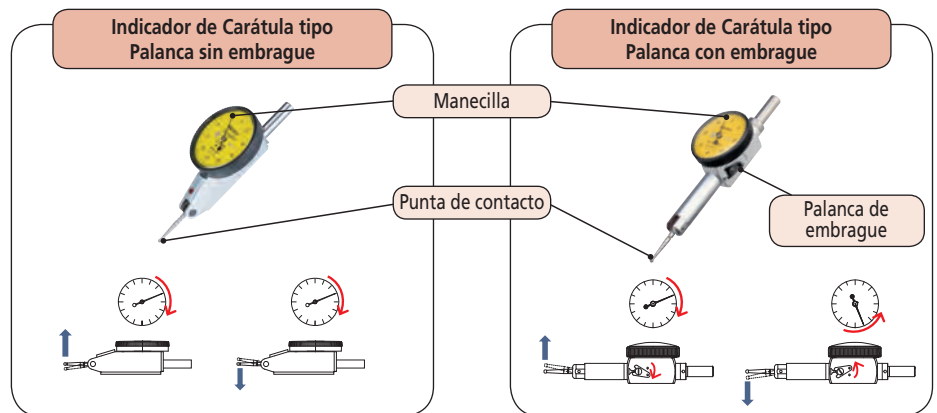 Indicador de Carátula tipo
Palanca sin embrague
Indicador de Carátula tipo
Palanca con embrague
Manecilla
Punta de contacto
Palanca de
embrague